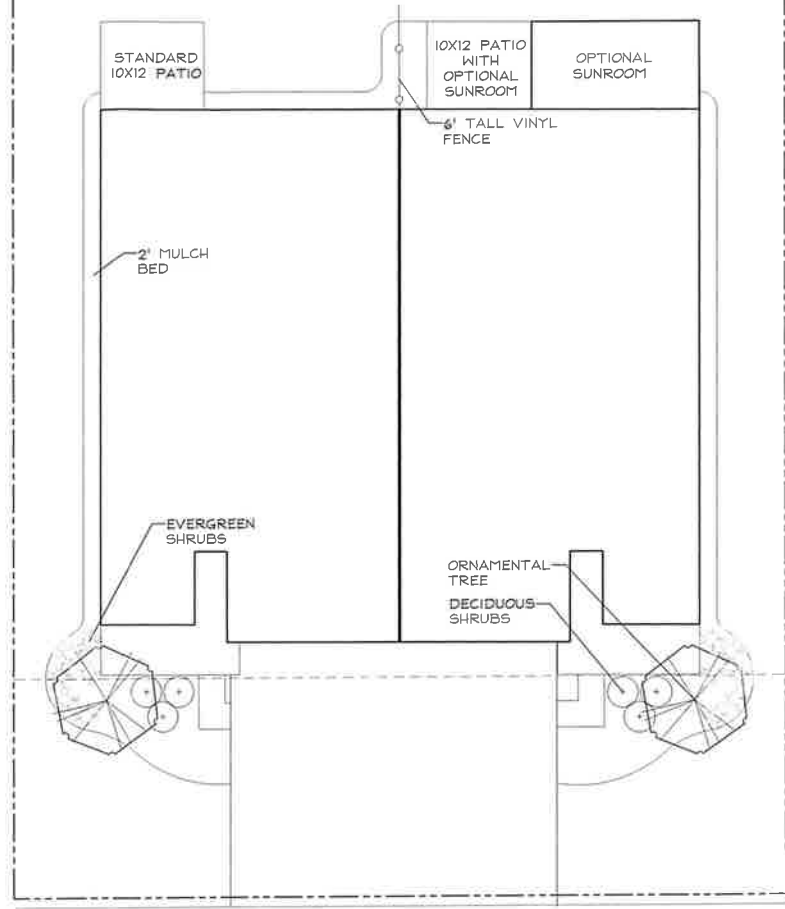 STANDARD
10X12 PATIO
10X12 PATIO
WITH
OPTIONAL
SUNROOM
OPTIONAL
SUNROOM
6' TALL VINYL
FENCE
2' MULCH
BED
EVERGREEN
SHRUBS
ORNAMENTAL
TREE
DECIDUOUS
SHRUBS